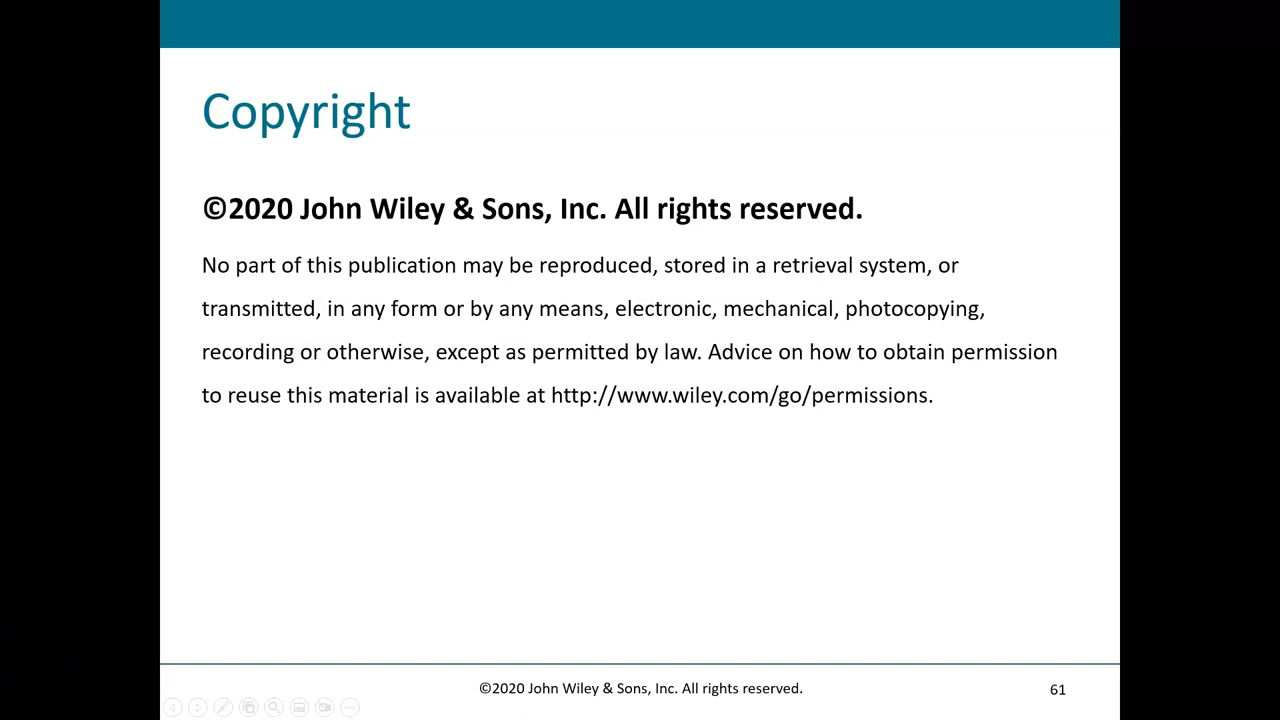 Copyright
©2020 John Wiley & Sons, Inc. All rights reserved.
No part of this publication may be reproduced, stored in a retrieval system, or
transmitted, in any form or by any means, electronic, mechanical, photocopying,
recording or otherwise, except as permitted by law. Advice on how to obtain permission
to reuse this material is available at http://www.wiley.com/go/permissions.
©2020 John Wiley & Sons, Inc. All rights reserved.
61